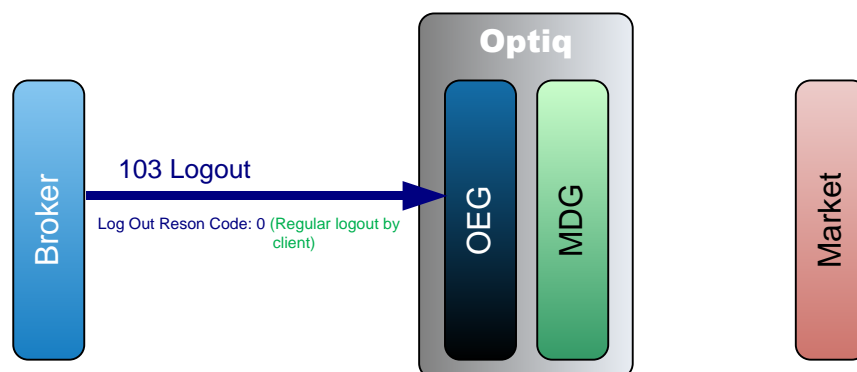 Optiq
Broker
103 Logout
Log Out Reson Code: 0 (Regular logout by
client)
OEG
MDG
Market